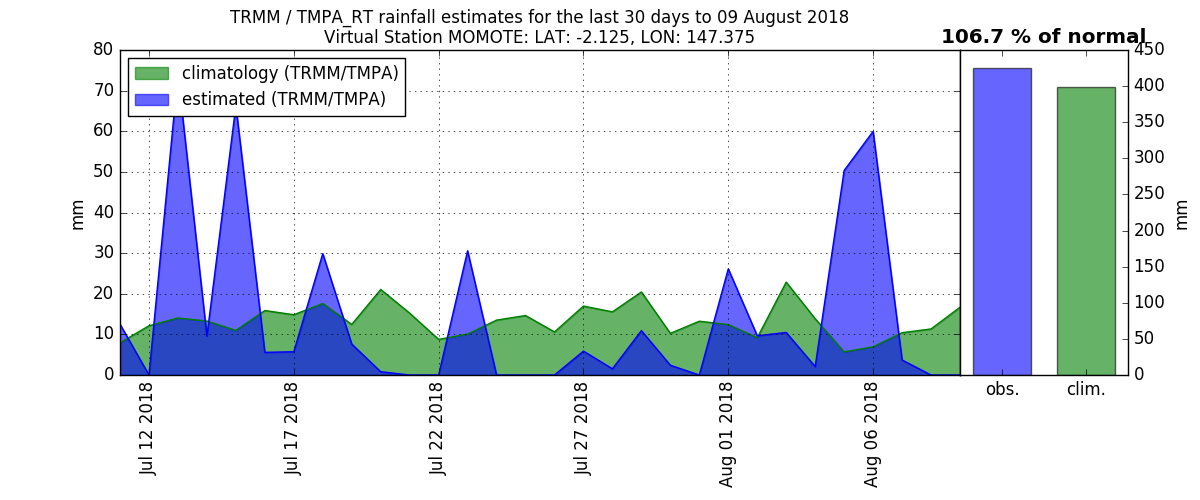 TRMM / TMPA_RT rainfall estimates for the last 30 days to 09 August 2018
Virtual Station MOMOTE: LAT: -2.125, LON: 147.375
106.7 % of normal
climatology (TRMM/TMPA)
estimated (TRMM/TMPA)
80
70
60
50
40
30
20
10
0
mm
Jul 12 2018
Jul 17 2018
Jul 22 2018
Jul 27 2018
Aug 01 2018
Aug 06 2018
450
400
350
300
250
200
150
100
50
0
mm
obs.
clim.